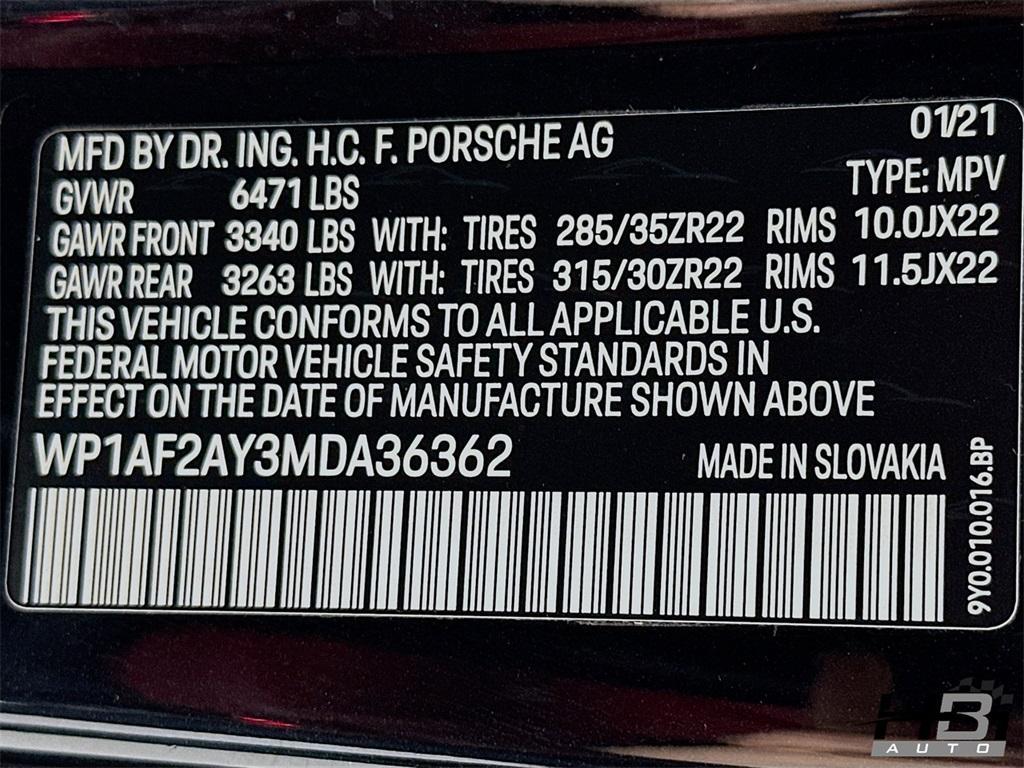 MFD BY DR. ING. H.C. F. PORSCHE AG 01/21
GVWR 6471 LBS TYPE: MPV
GAWR FRONT 3340 LBS WITH: TIRES 285/35ZR22 RIMS 10.0JX22
GAWR REAR 3263 LBS WITH: TIRES 315/30ZR22 RIMS 11.5JX22
THIS VEHICLE CONFORMS TO ALL APPLICABLE U.S.
FEDERAL MOTOR VEHICLE SAFETY STANDARDS IN
EFFECT ON THE DATE OF MANUFACTURE SHOWN ABOVE
WP1AF2AY3MDA36362 MADE IN SLOVAKIA
9Y0.010.016.BP
H3I
AUTO